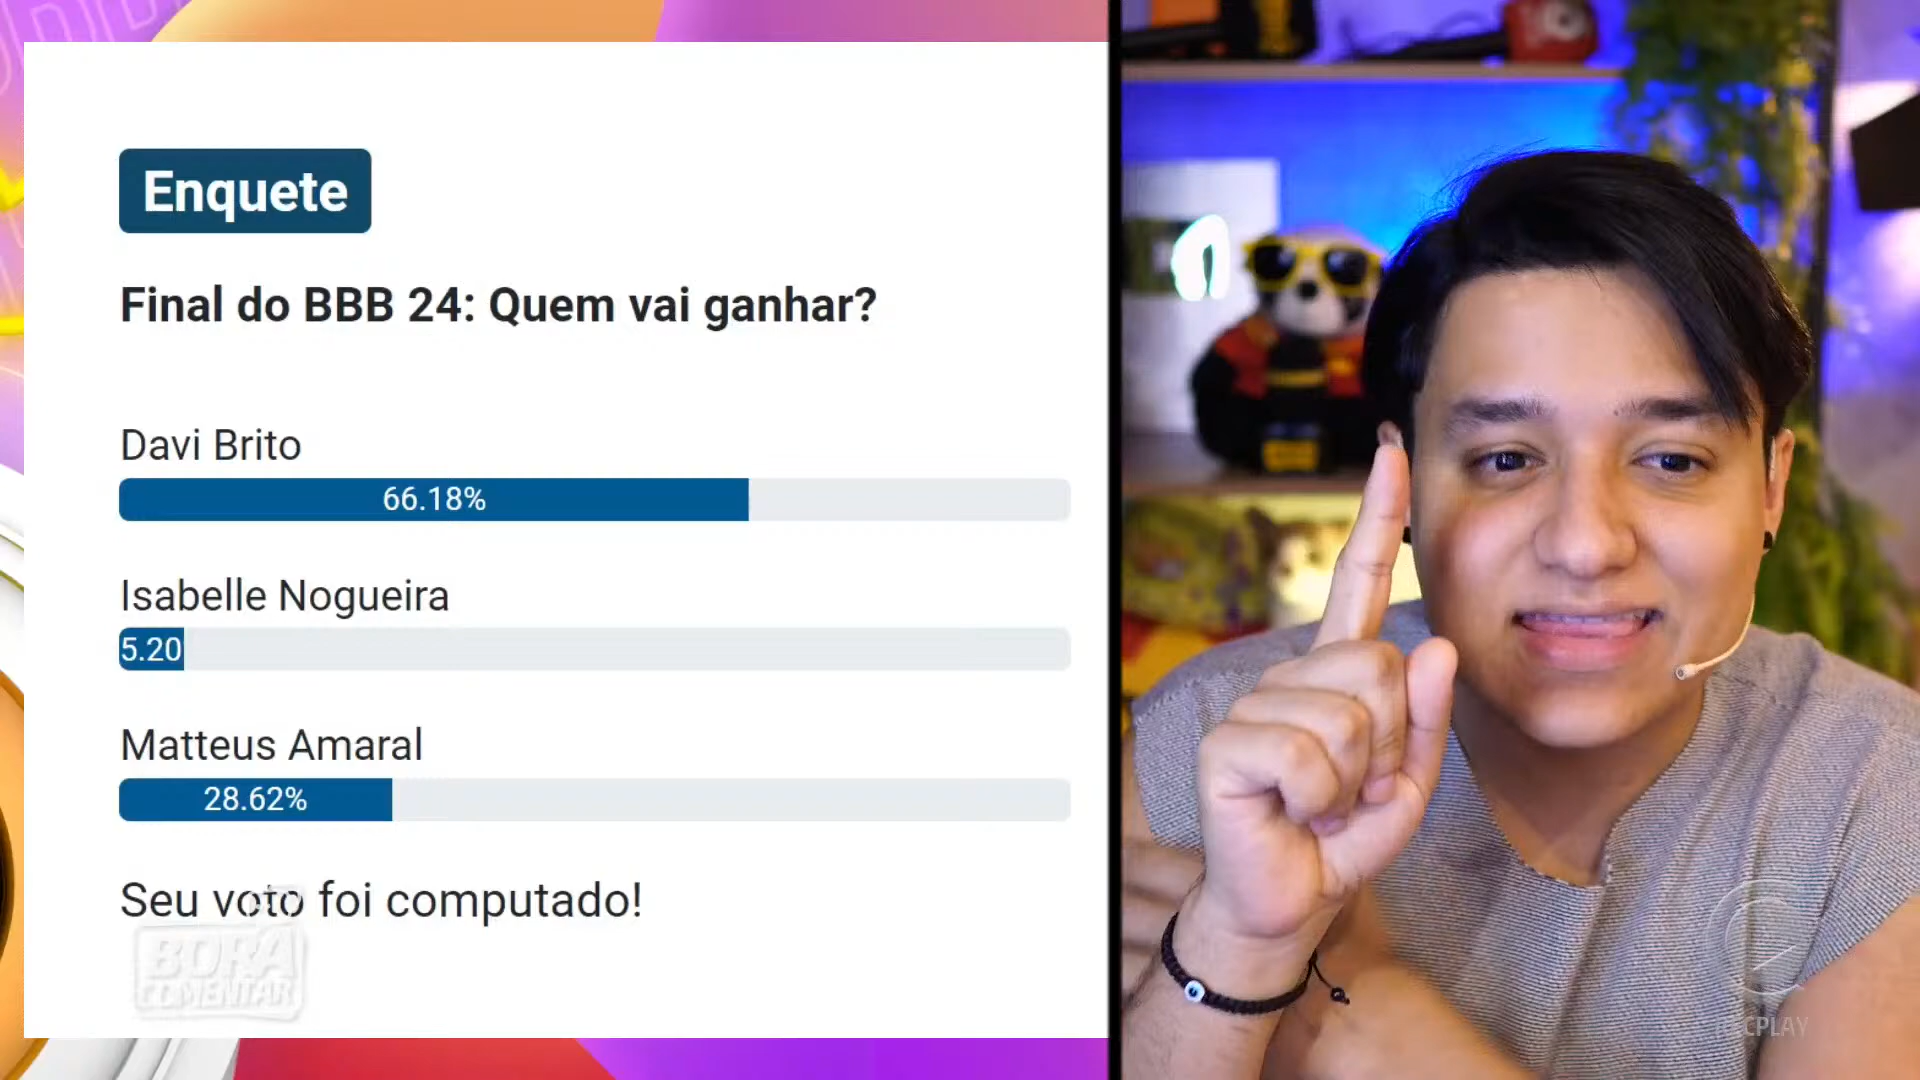 Enquete
Final do BBB 24: Quem vai ganhar?
Davi Brito
66.18%
Isabelle Nogueira
5.20
Matteus Amaral
28.62%
Seu voto foi computado!
BORA
COMENTAR